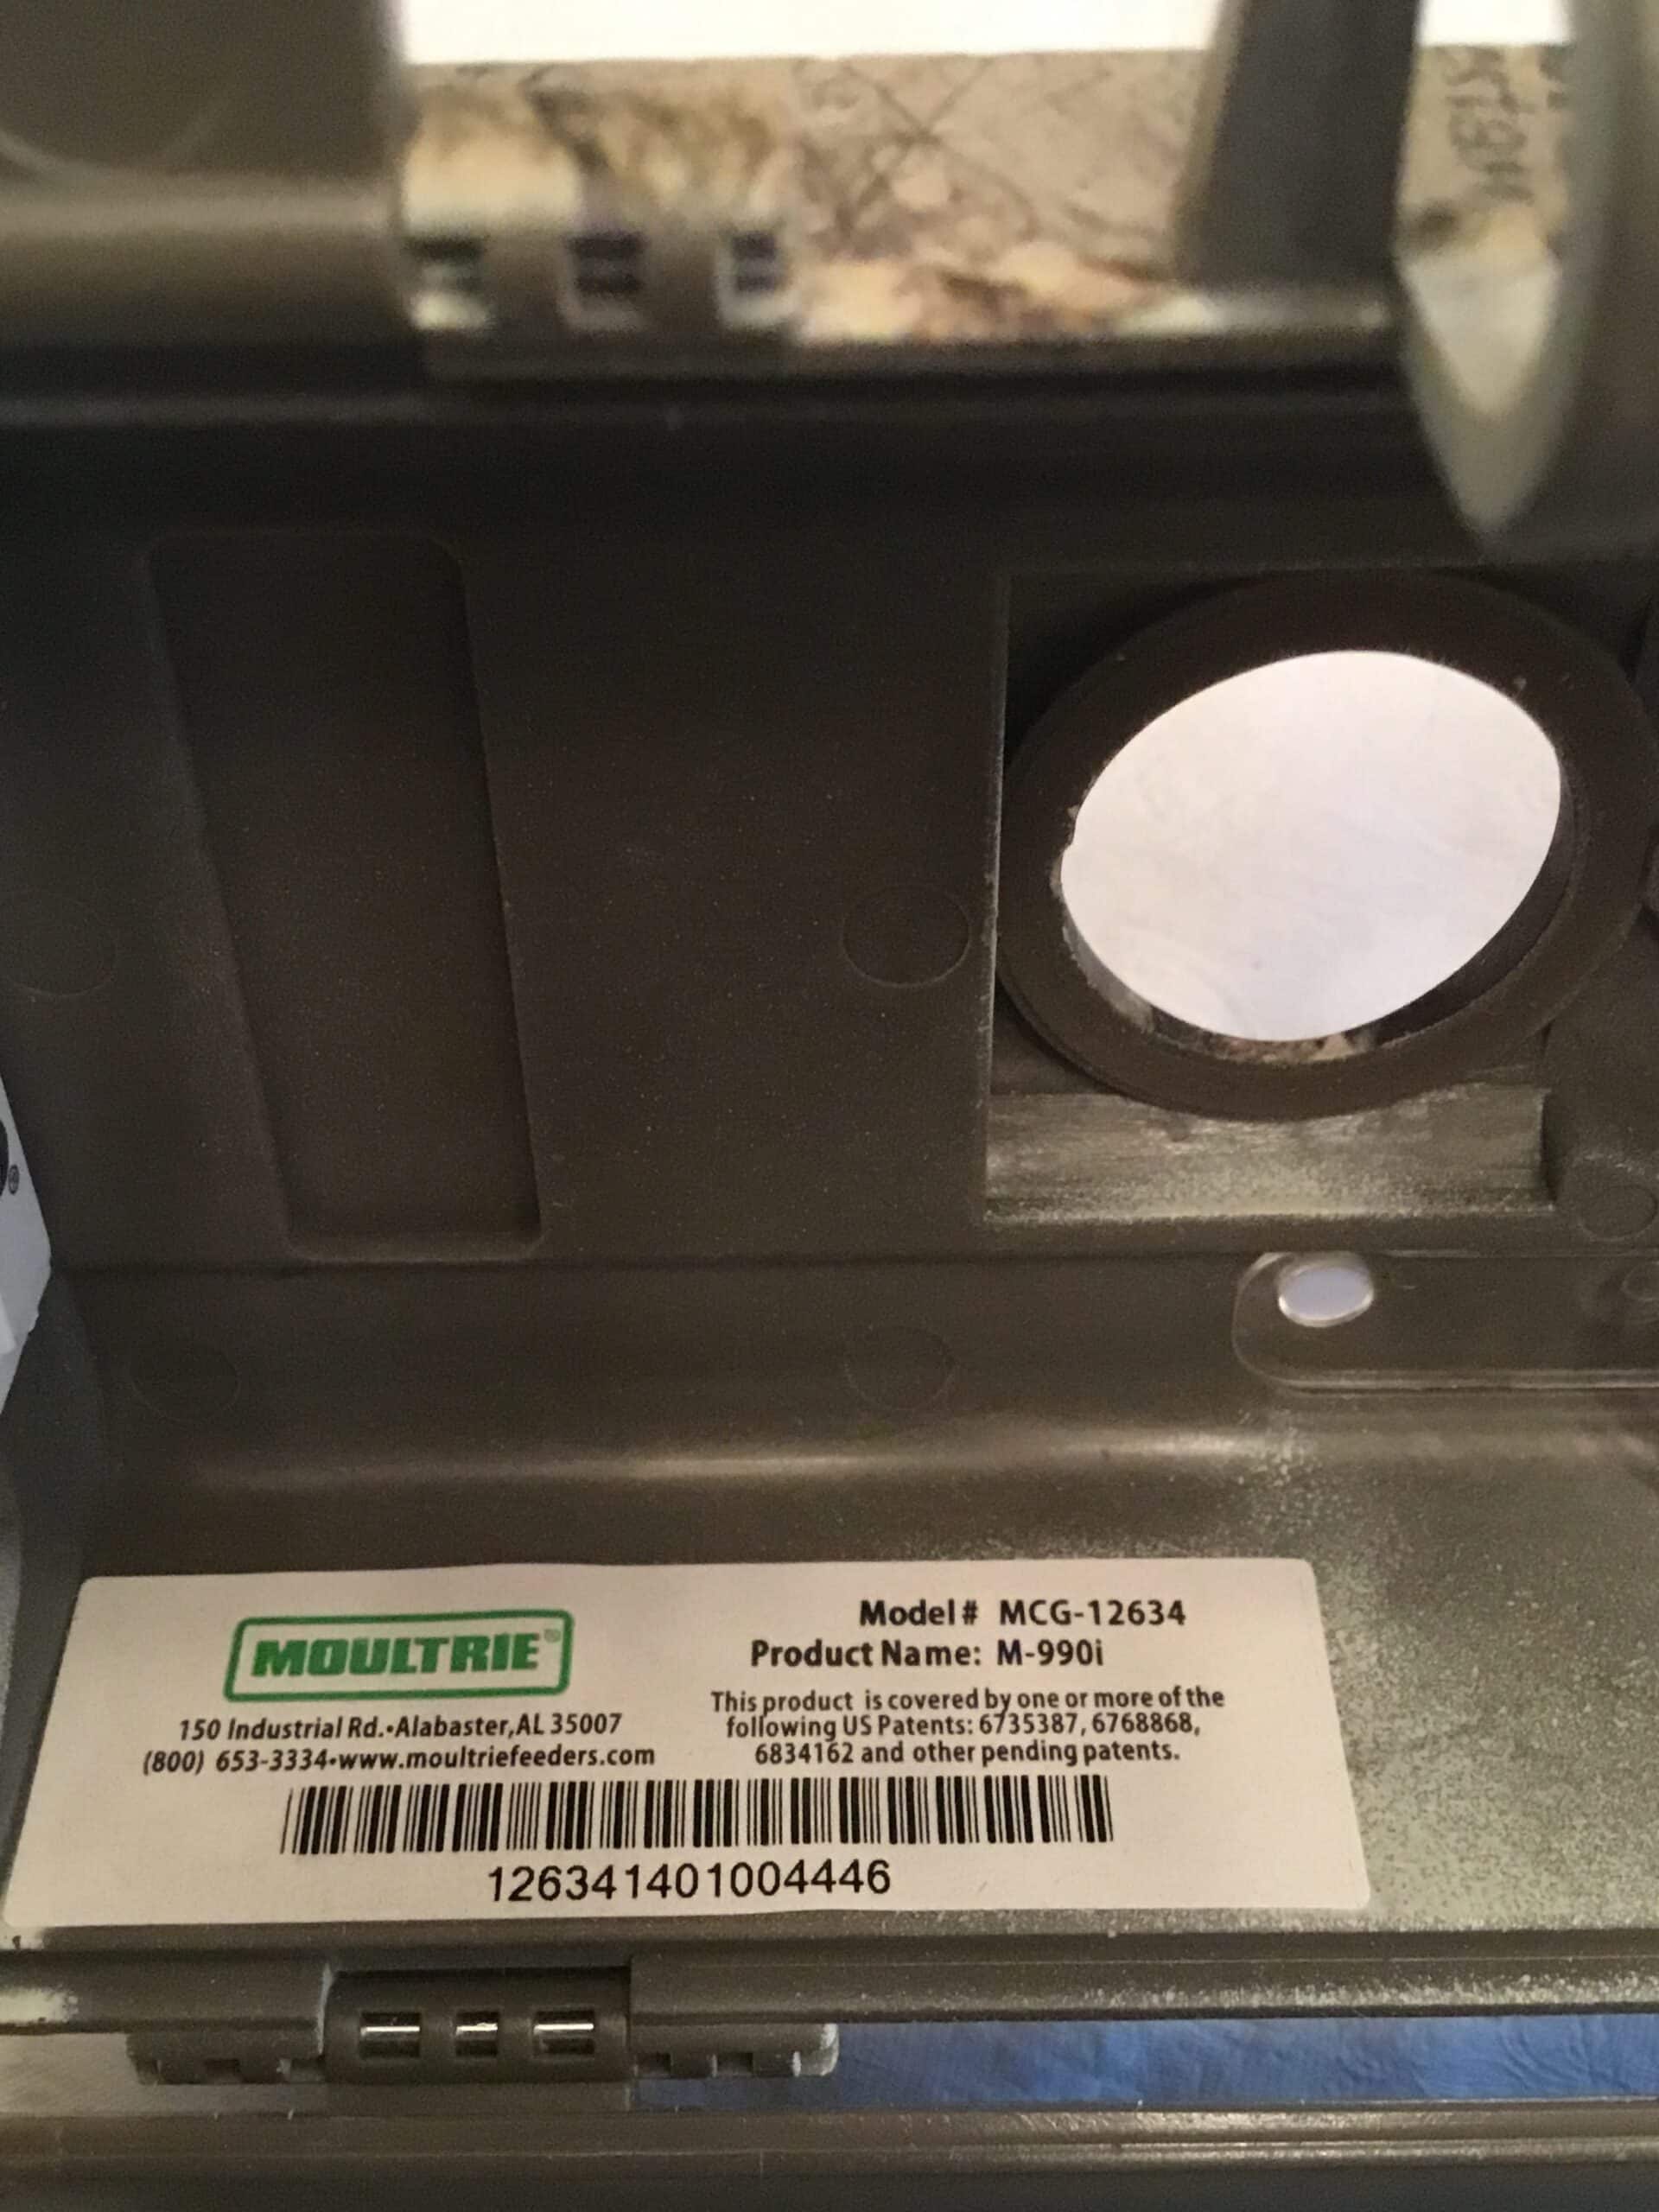 MOULTRIE®
150 Industrial Rd.•Alabaster,AL 35007
(800) 653-3334•www.moultriefeeders.com
Model# MCG-12634
Product Name: M-990i
This product is covered by one or more of the
following US Patents: 6735387, 6768868,
6834162 and other pending patents.
126341401004446